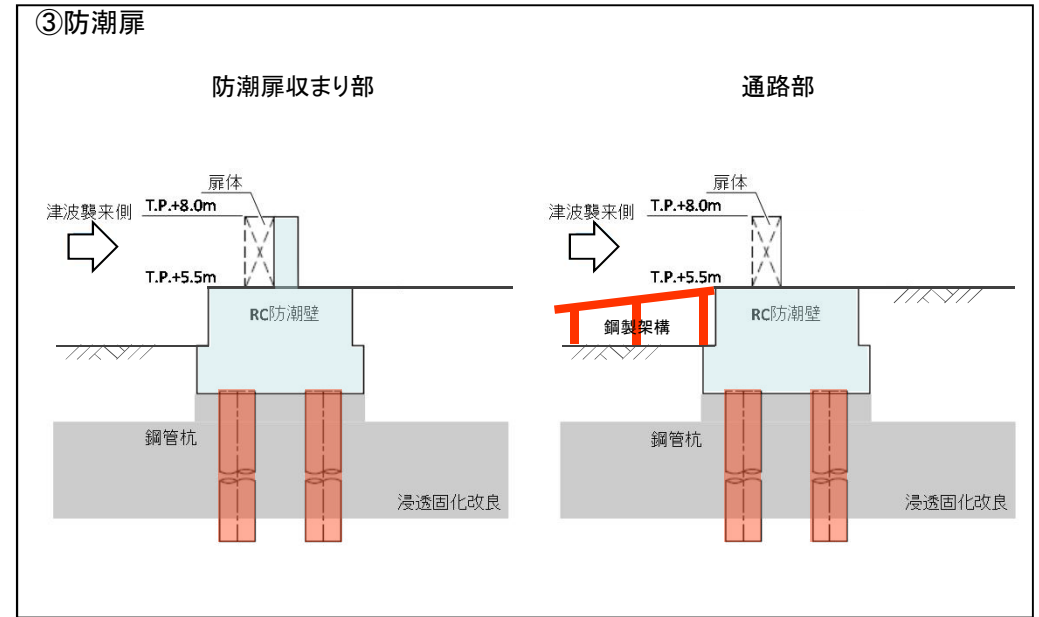 ③防潮扉
防潮扉収まり部
扉体
津波襲来側
T.P.+8.0m
T.P.+5.5m
RC防潮壁
鋼管杭
浸透固化改良
通路部
扉体
津波襲来側
T.P.+8.0m
T.P.+5.5m
RC防潮壁
鋼製架構
鋼管杭
浸透固化改良